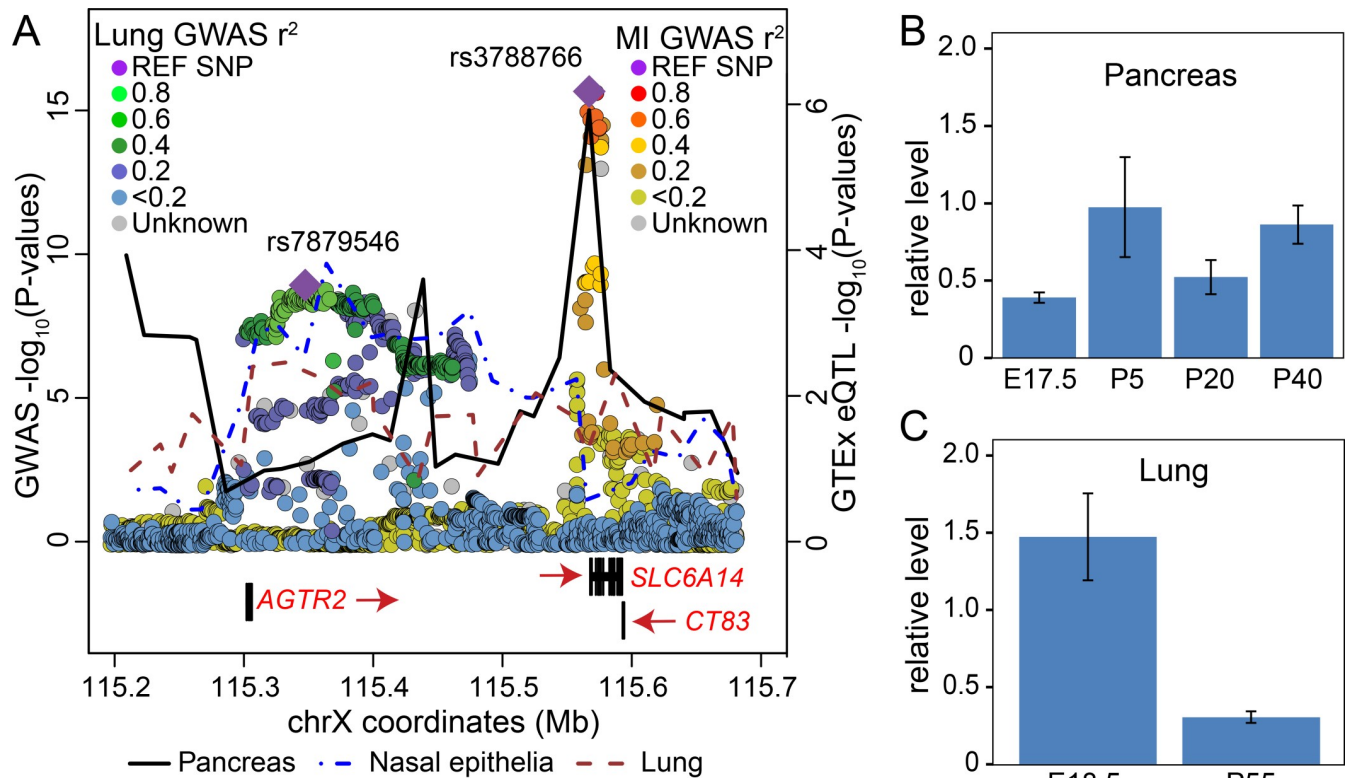 A
Lung GWAS r²
REF SNP
0.8
0.6
0.4
0.2
<0.2
Unknown
rs7879546
rs3788766
MI GWAS r²
REF SNP
0.8
0.6
0.4
0.2
<0.2
Unknown
GWAS -log₁₀(P-values)
15
10
5
0
GTEx eQTL -log₁₀(P-values)
6
4
2
0
AGTR2
SLC6A14
CT83
115.2 115.3 115.4 115.5 115.6 115.7
chrX coordinates (Mb)
Pancreas Nasal epithelia Lung
B
Pancreas
relative level
2.0
1.5
1.0
0.5
0
E17.5 P5 P20 P40
C
Lung
relative level
2.0
1.5
1.0
0.5
0